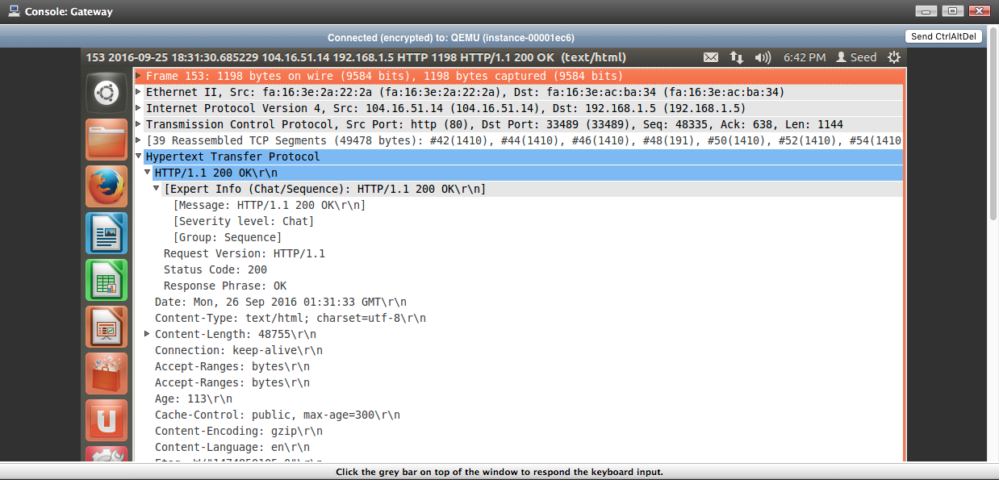 Console: Gateway
Connected (encrypted) to: QEMU (instance-00001ec6)
Send CtrlAltDel
153 2016-09-25 18:31:30.685229 104.16.51.14 192.168.1.5 HTTP 1198 HTTP/1.1 200 OK  (text/html)
6:42 PM
Seed
Frame 153: 1198 bytes on wire (9584 bits), 1198 bytes captured (9584 bits)
Ethernet II, Src: fa:16:3e:2a:22:2a (fa:16:3e:2a:22:2a), Dst: fa:16:3e:ac:ba:34 (fa:16:3e:ac:ba:34)
Internet Protocol Version 4, Src: 104.16.51.14 (104.16.51.14), Dst: 192.168.1.5 (192.168.1.5)
Transmission Control Protocol, Src Port: http (80), Dst Port: 33489 (33489), Seq: 48335, Ack: 638, Len: 1144
[39 Reassembled TCP Segments (49478 bytes): #42(1410), #44(1410), #46(1410), #48(191), #50(1410), #52(1410), #54(1410
Hypertext Transfer Protocol
HTTP/1.1 200 OK\r\n
[Expert Info (Chat/Sequence): HTTP/1.1 200 OK\r\n]
[Message: HTTP/1.1 200 OK\r\n]
[Severity level: Chat]
[Group: Sequence]
Request Version: HTTP/1.1
Status Code: 200
Response Phrase: OK
Date: Mon, 26 Sep 2016 01:31:33 GMT\r\n
Content-Type: text/html; charset=utf-8\r\n
Content-Length: 48755\r\n
Connection: keep-alive\r\n
Accept-Ranges: bytes\r\n
Accept-Ranges: bytes\r\n
Age: 113\r\n
Cache-Control: public, max-age=300\r\n
Content-Encoding: gzip\r\n
Content-Language: en\r\n
Click the grey bar on top of the window to respond the keyboard input.